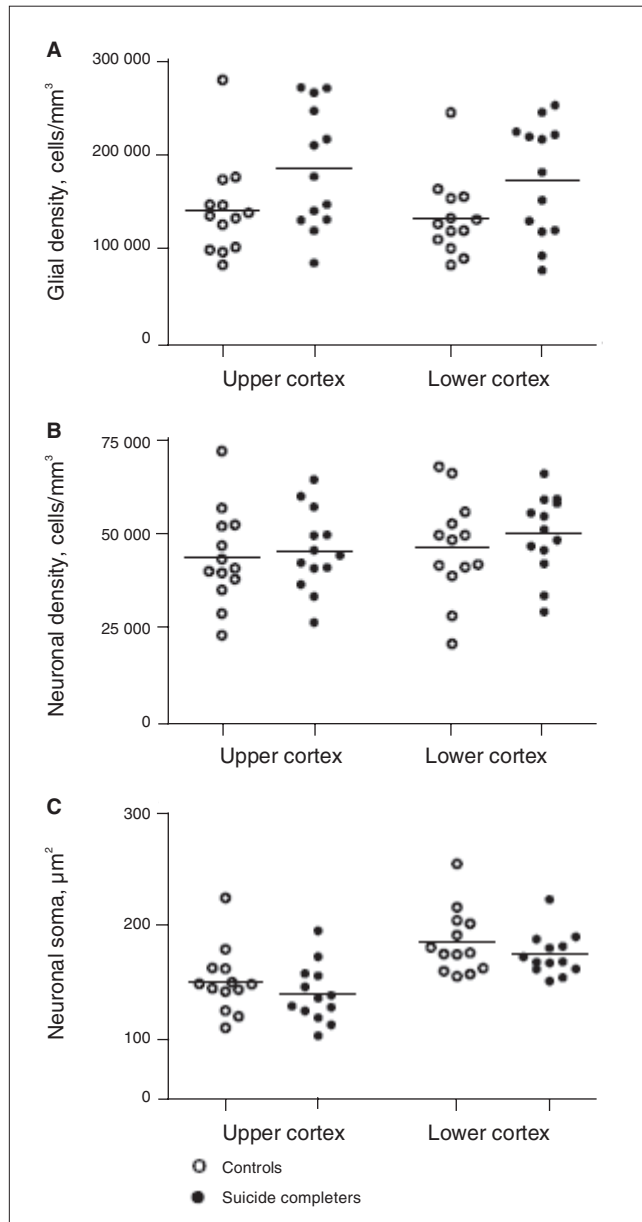 A
Glial density, cells/mm³
300 000
200 000
100 000
0
Upper cortex
Lower cortex
B
Neuronal density, cells/mm³
75 000
50 000
25 000
0
Upper cortex
Lower cortex
C
Neuronal soma, µm²
300
200
100
0
Upper cortex
Lower cortex
Controls
Suicide completers